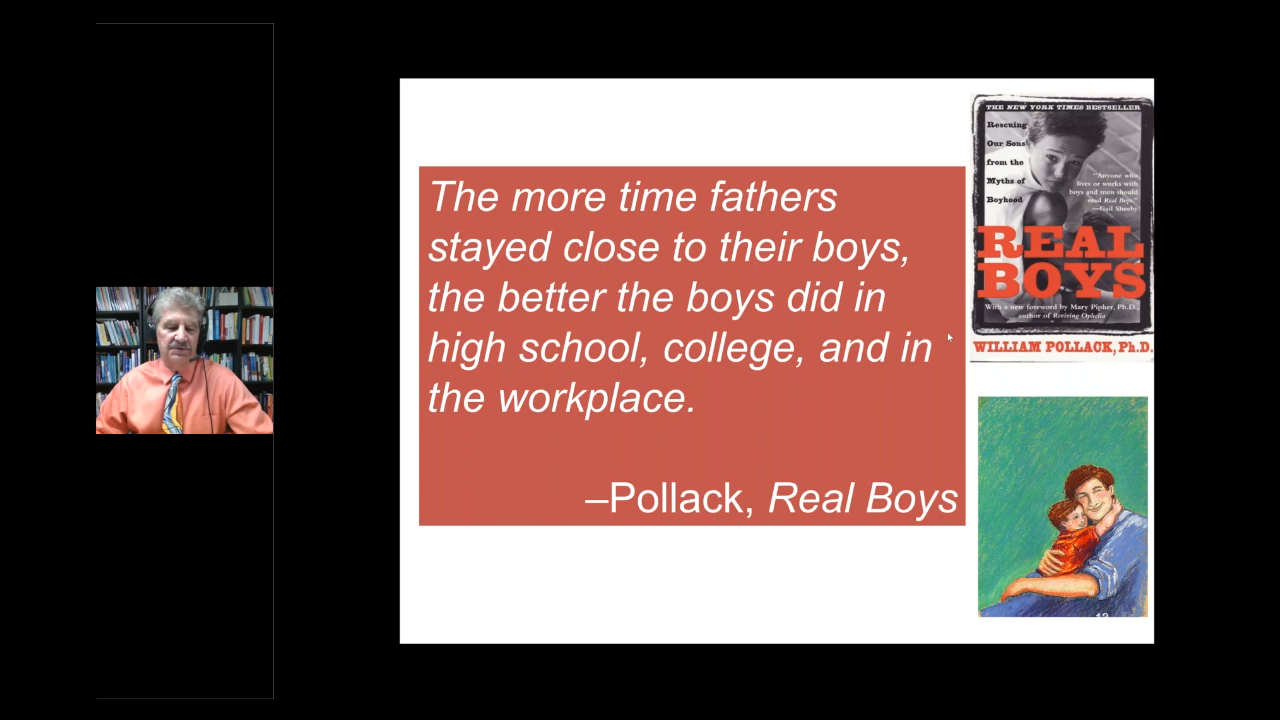 The more time fathers
stayed close to their boys,
the better the boys did in
high school, college, and in
the workplace.
–Pollack, Real Boys
THE NEW YORK TIMES BESTSELLER
Rescuing
Our Sons
from the
Myths of
Boyhood
"Anyone who
lives or works with
boys and men should
read Real Boys."
—Gail Sheehy
REAL
BOYS
With a new foreword by Mary Pipher, Ph.D.,
author of Reviving Ophelia
WILLIAM POLLACK, Ph.D.